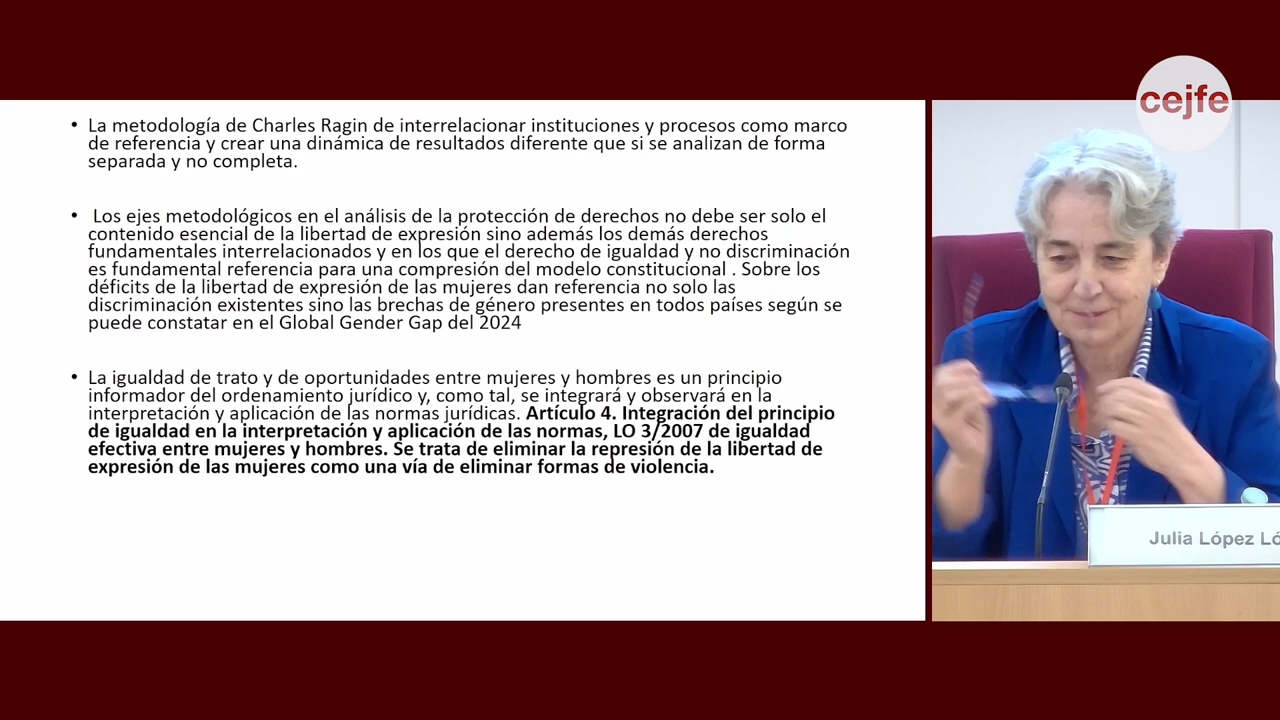 cejfe
• La metodología de Charles Ragin de interrelacionar instituciones y procesos como marco
de referencia y crear una dinámica de resultados diferente que si se analizan de forma
separada y no completa.
• Los ejes metodológicos en el análisis de la protección de derechos no debe ser solo el
contenido esencial de la libertad de expresión sino además los demás derechos
fundamentales interrelacionados y en los que el derecho de igualdad y no discriminación
es fundamental referencia para una compresión del modelo constitucional . Sobre los
déficits de la libertad de expresión de las mujeres dan referencia no solo las
discriminación existentes sino las brechas de género presentes en todos países según se
puede constatar en el Global Gender Gap del 2024
• La igualdad de trato y de oportunidades entre mujeres y hombres es un principio
informador del ordenamiento jurídico y, como tal, se integrará y observará en la
interpretación y aplicación de las normas jurídicas. Artículo 4. Integración del principio
de igualdad en la interpretación y aplicación de las normas, LO 3/2007 de igualdad
efectiva entre mujeres y hombres. Se trata de eliminar la represión de la libertad de
expresión de las mujeres como una vía de eliminar formas de violencia.
Julia López Ló